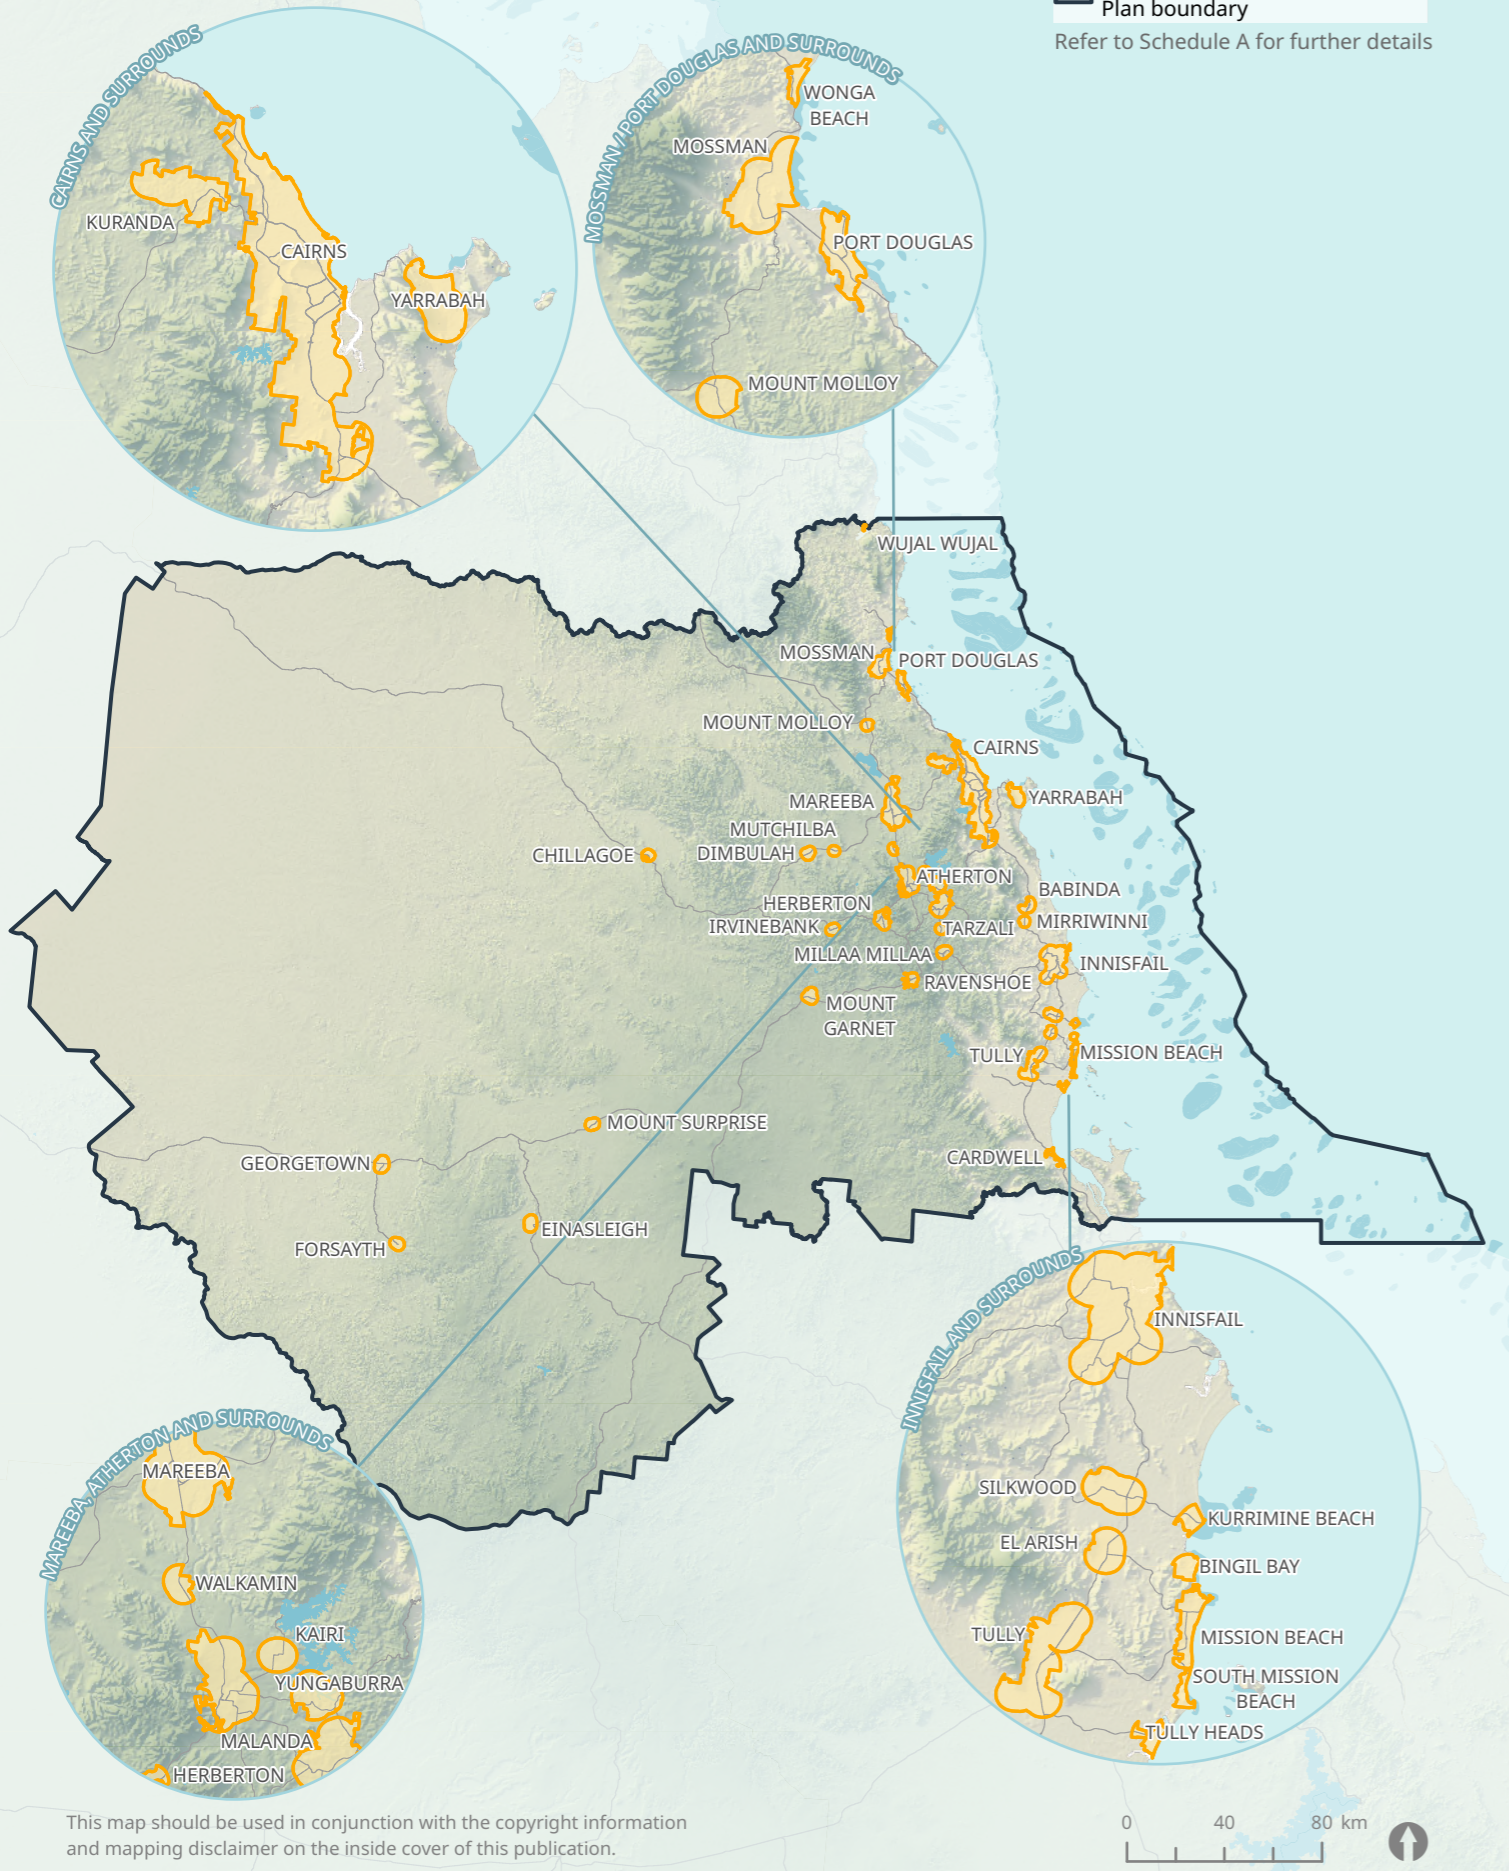 Plan boundary
Refer to Schedule A for further details
CAIRNS AND SURROUNDS
KURANDA
CAIRNS
YARRABAH
MOSSMAN / PORT DOUGLAS AND SURROUNDS
WONGA
BEACH
MOSSMAN
PORT DOUGLAS
MOUNT MOLLOY
WUJAL WUJAL
MOSSMAN
PORT DOUGLAS
MOUNT MOLLOY
CAIRNS
MAREEBA
YARRABAH
MUTCHILBA
CHILLAGOE
DIMBULAH
ATHERTON
BABINDA
HERBERTON
IRVINEBANK
TARZALI
MIRRIWINNI
MILLAA MILLAA
INNISFAIL
RAVENSHOE
MOUNT
GARNET
TULLY
MISSION BEACH
MOUNT SURPRISE
GEORGETOWN
CARDWELL
EINASLEIGH
FORSAYTH
INNISFAIL AND SURROUNDS
INNISFAIL
SILKWOOD
KURRIMINE BEACH
EL ARISH
BINGIL BAY
TULLY
MISSION BEACH
SOUTH MISSION
BEACH
TULLY HEADS
MAREEBA, ATHERTON AND SURROUNDS
MAREEBA
WALKAMIN
KAIRI
YUNGABURRA
MALANDA
HERBERTON
This map should be used in conjunction with the copyright information
and mapping disclaimer on the inside cover of this publication.
0 40 80 km